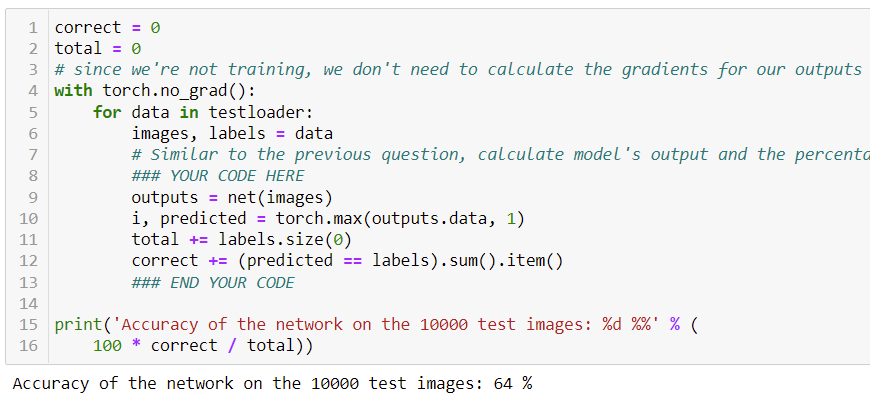 1 correct = 0
2 total = 0
3 # since we're not training, we don't need to calculate the gradients for our outputs
4 with torch.no_grad():
5     for data in testloader:
6         images, labels = data
7         # Similar to the previous question, calculate model's output and the percenta
8         ### YOUR CODE HERE
9         outputs = net(images)
10         i, predicted = torch.max(outputs.data, 1)
11         total += labels.size(0)
12         correct += (predicted == labels).sum().item()
13         ### END YOUR CODE
14
15 print('Accuracy of the network on the 10000 test images: %d %%' % (
16     100 * correct / total))
Accuracy of the network on the 10000 test images: 64 %